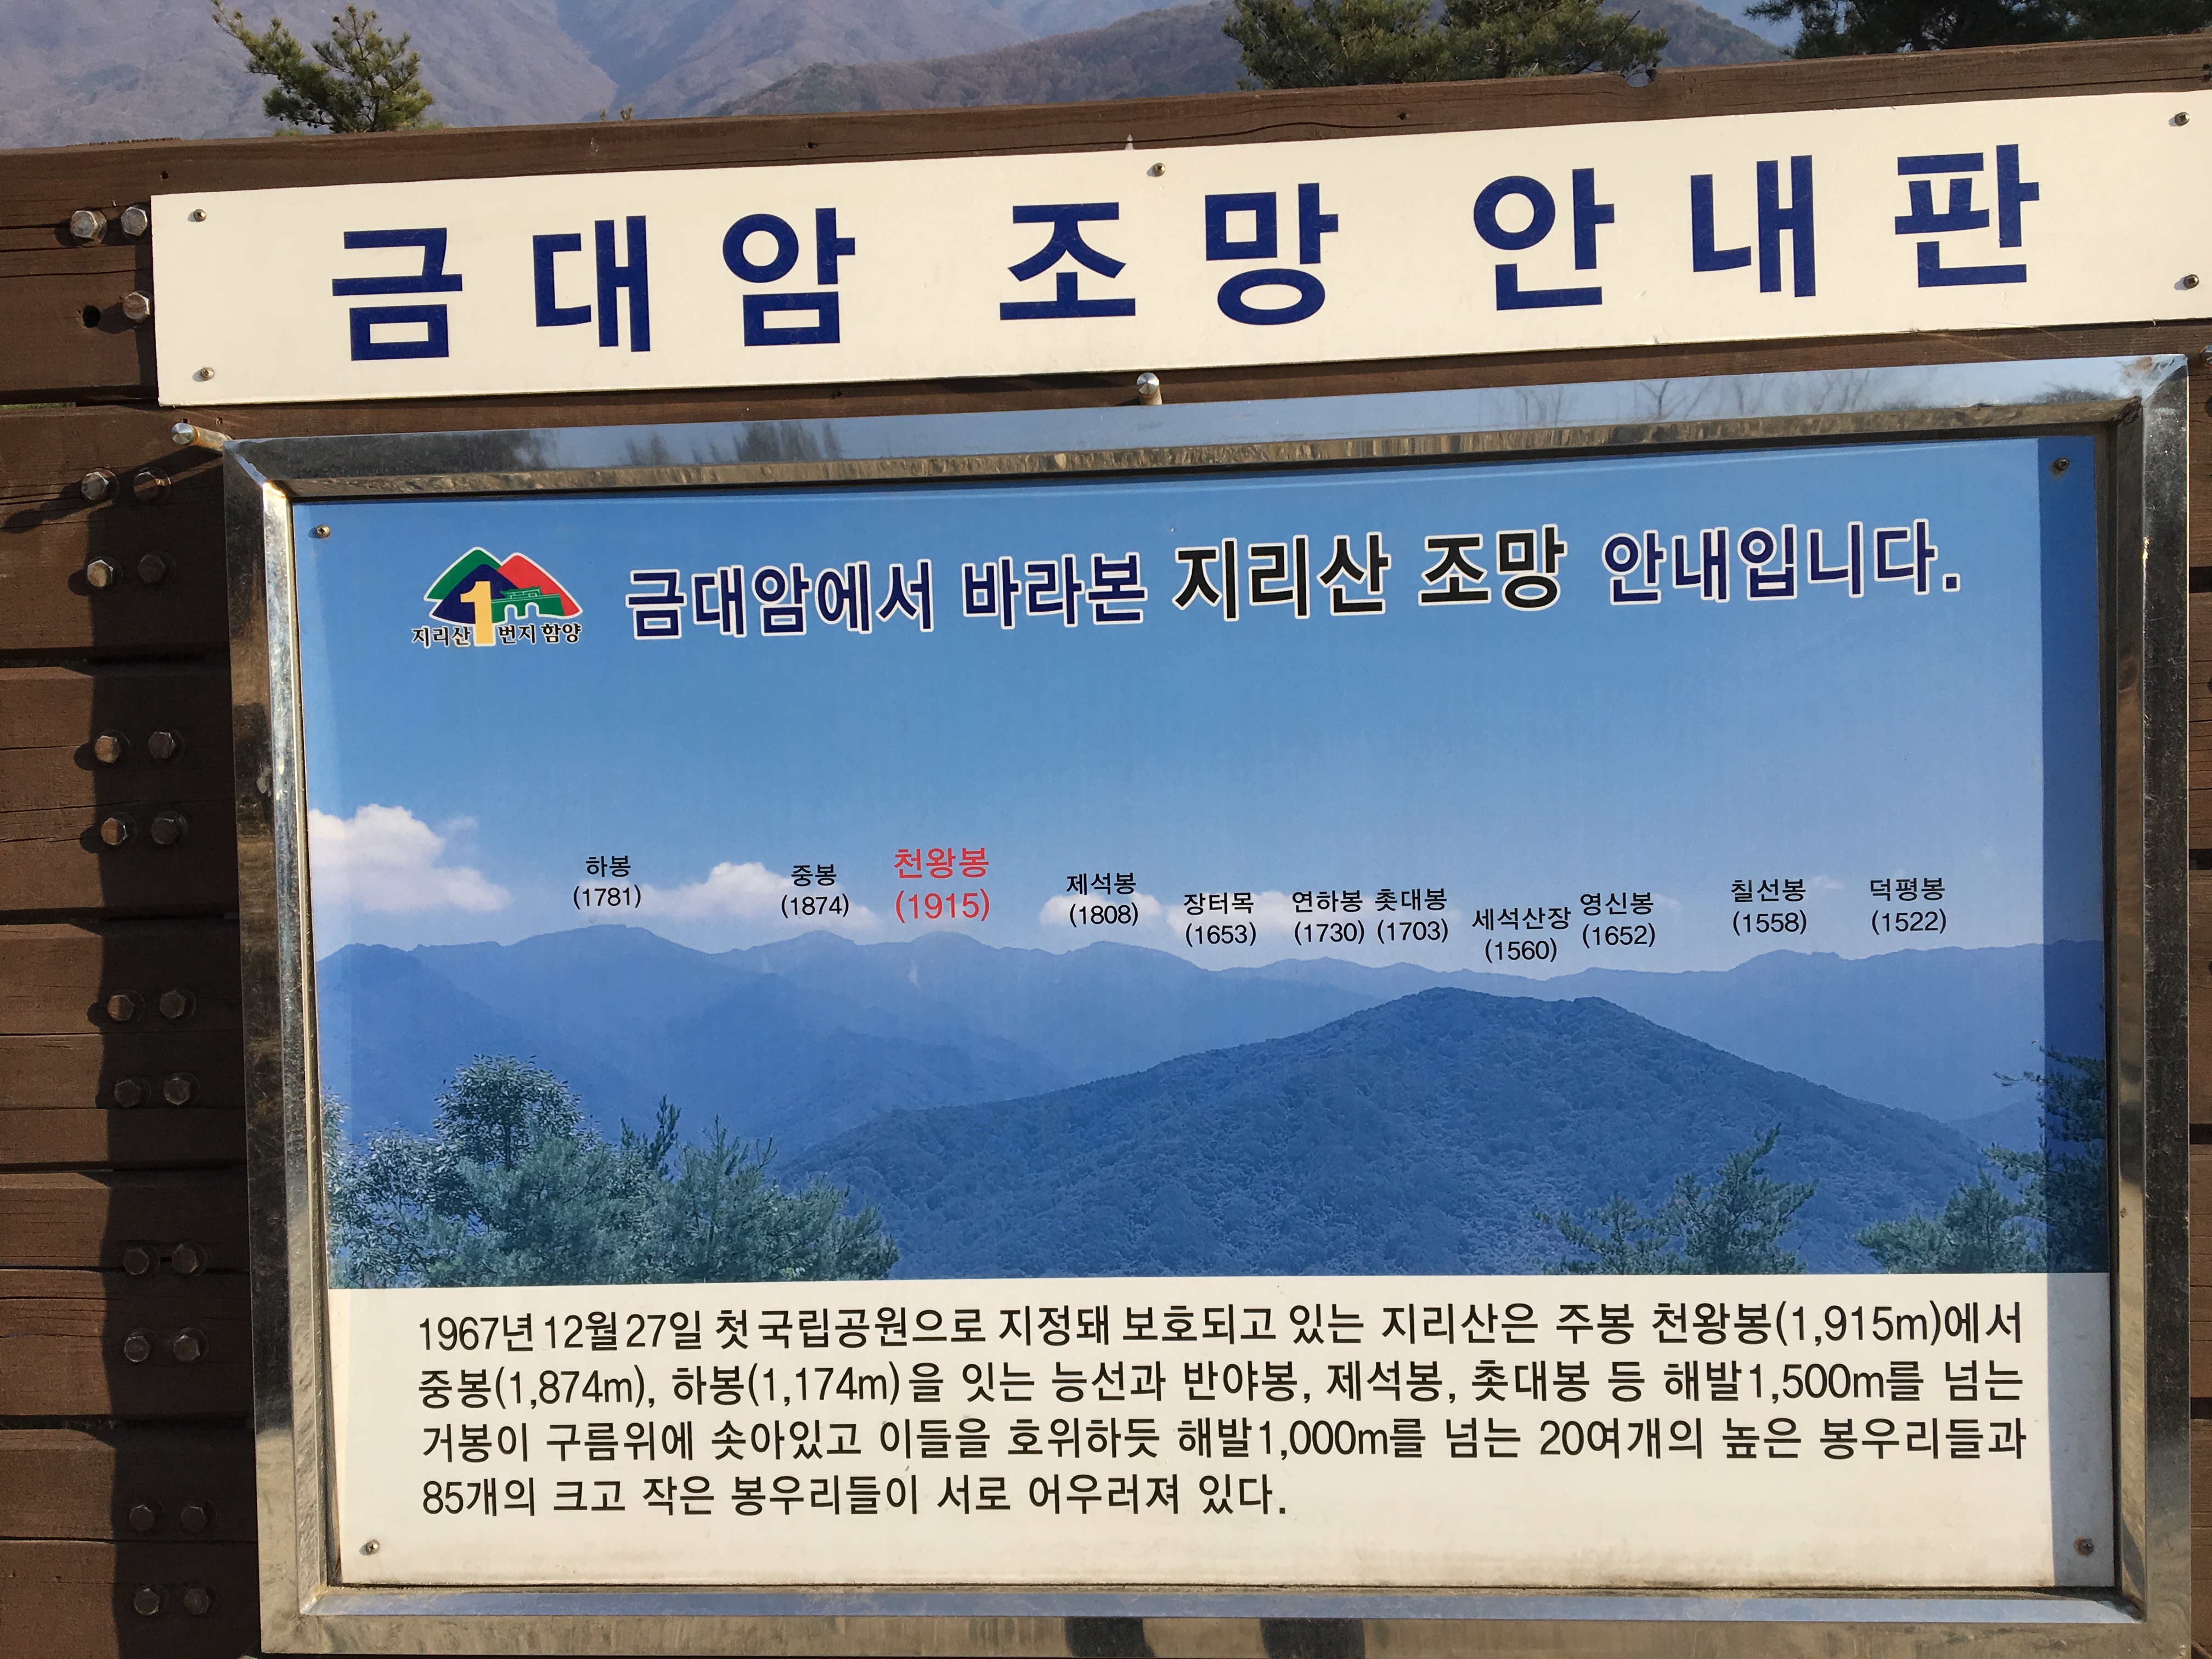 금대암 조망 안내판
지리산 1번지 함양
금대암에서 바라본 지리산 조망 안내입니다.
하봉
(1781)
중봉
(1874)
천왕봉
(1915)
제석봉
(1808)
장터목
(1653)
연하봉
(1730)
촛대봉
(1703)
세석산장
(1560)
영신봉
(1652)
칠선봉
(1558)
덕평봉
(1522)
1967년 12월 27일 첫 국립공원으로 지정돼 보호되고 있는 지리산은 주봉 천왕봉(1,915m)에서
중봉(1,874m), 하봉(1,174m)을 잇는 능선과 반야봉, 제석봉, 촛대봉 등 해발1,500m를 넘는
거봉이 구름위에 솟아있고 이들을 호위하듯 해발1,000m를 넘는 20여개의 높은 봉우리들과
85개의 크고 작은 봉우리들이 서로 어우러져 있다.